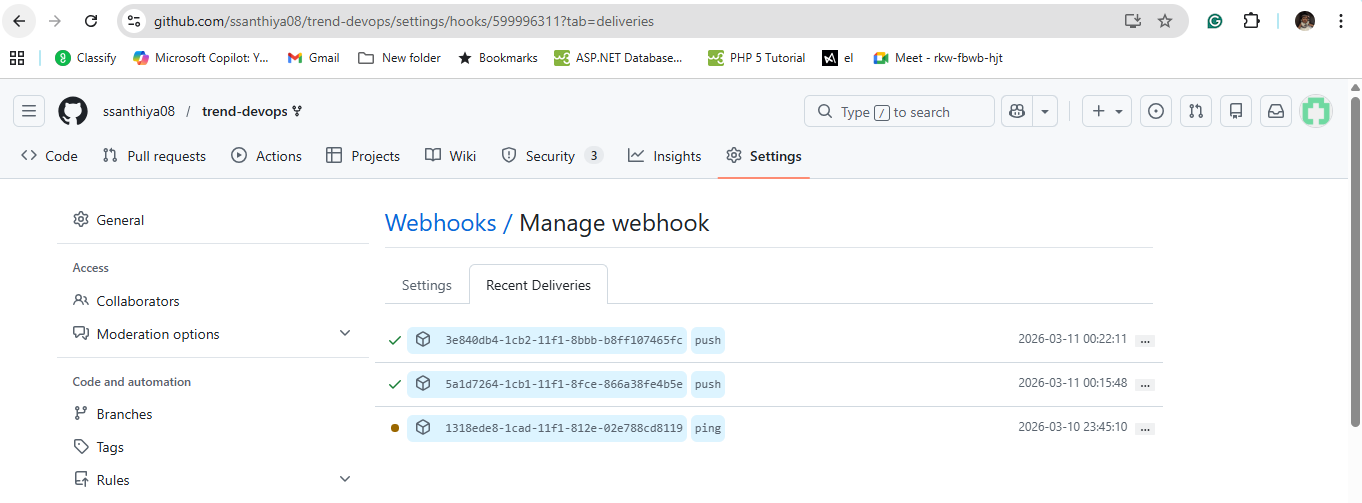 github.com/ssanthiya08/trend-devops/settings/hooks/599996311?tab=deliveries
Classify Microsoft Copilot: Y... Gmail New folder Bookmarks ASP.NET Database... PHP 5 Tutorial el Meet - rkw-fbwb-hjt
ssanthiya08 / trend-devops Type / to search
Code Pull requests Actions Projects Wiki Security 3 Insights Settings
General
Access
Collaborators
Moderation options
Code and automation
Branches
Tags
Rules
Webhooks / Manage webhook
Settings Recent Deliveries
3e840db4-1cb2-11f1-8bbb-b8ff107465fc push 2026-03-11 00:22:11 ...
5a1d7264-1cb1-11f1-8fce-866a38fe4b5e push 2026-03-11 00:15:48 ...
1318ede8-1cad-11f1-812e-02e788cd8119 ping 2026-03-10 23:45:10 ...